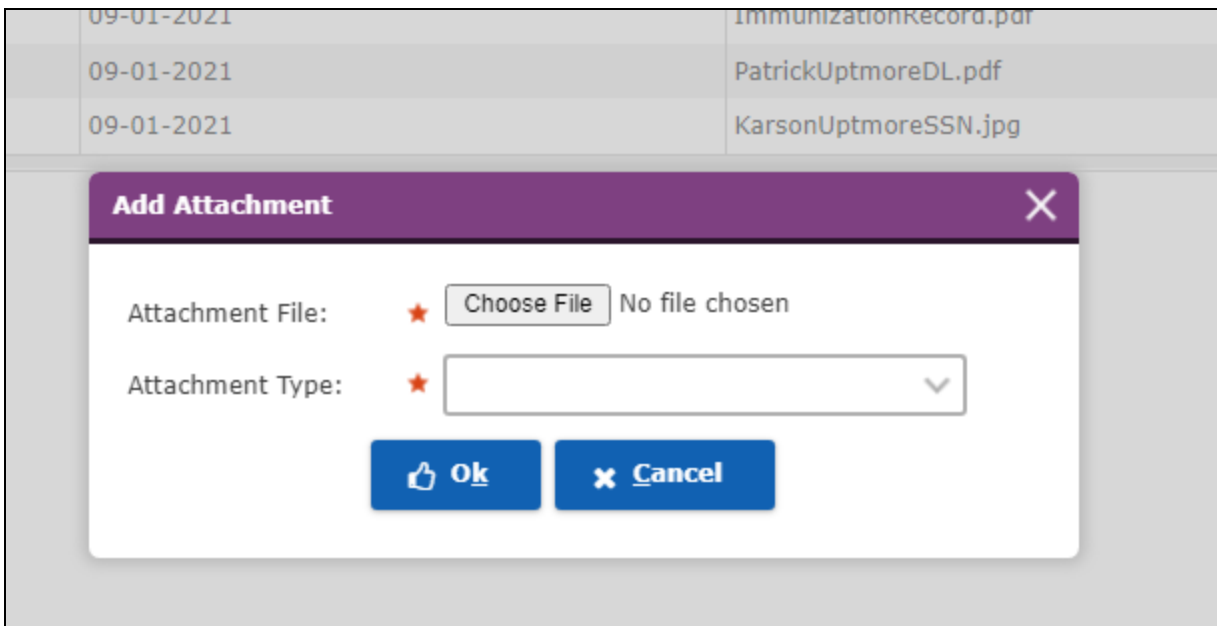 09-01-2021 ImmunizationRecord.pdf
09-01-2021 PatrickUptmoreDL.pdf
09-01-2021 KarsonUptmoreSSN.jpg
Add Attachment
Attachment File: Choose File No file chosen
Attachment Type:
Ok Cancel